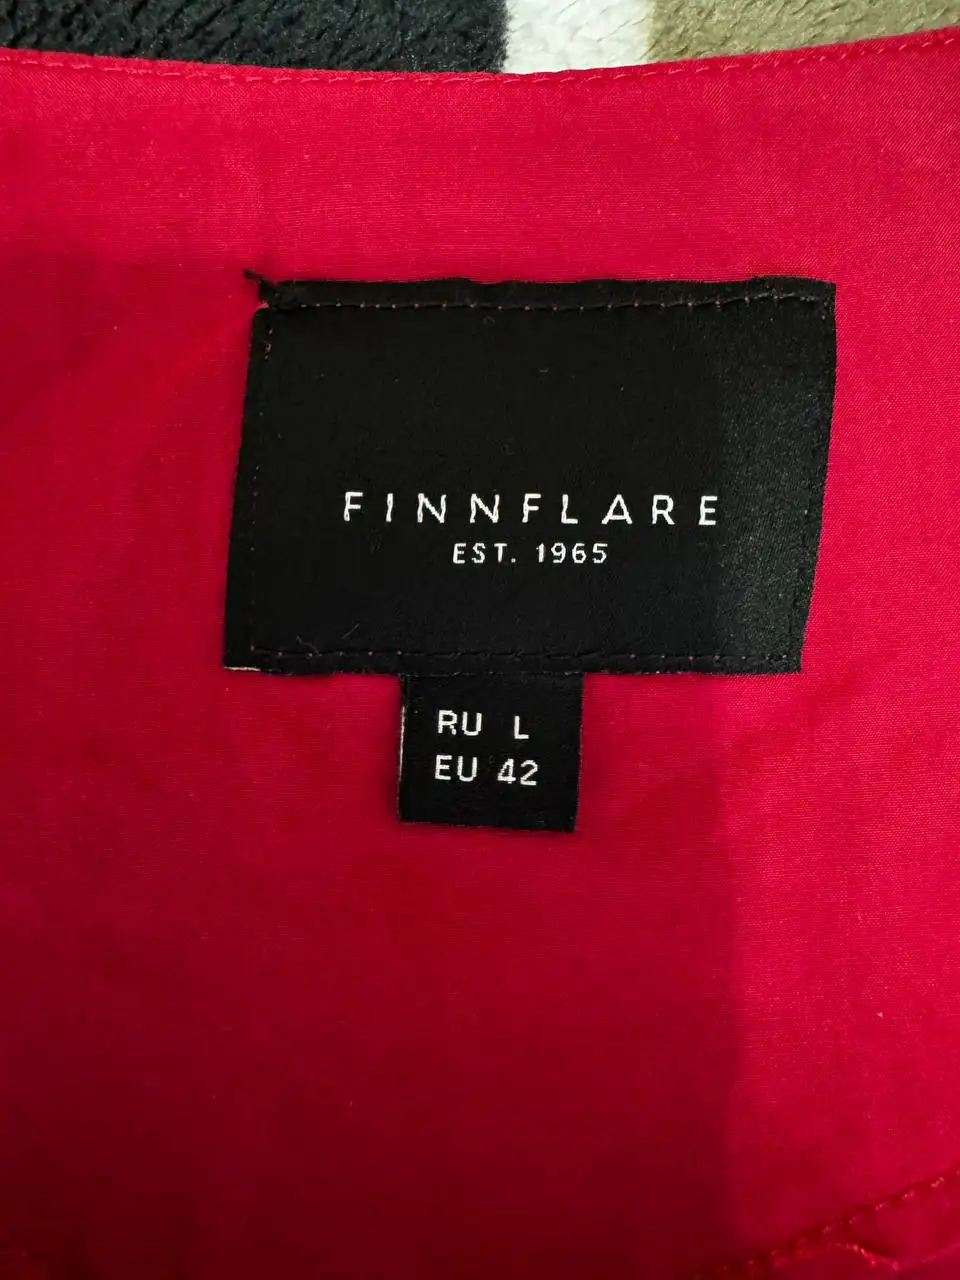 FINNFLARE
EST. 1965
RU L
EU 42